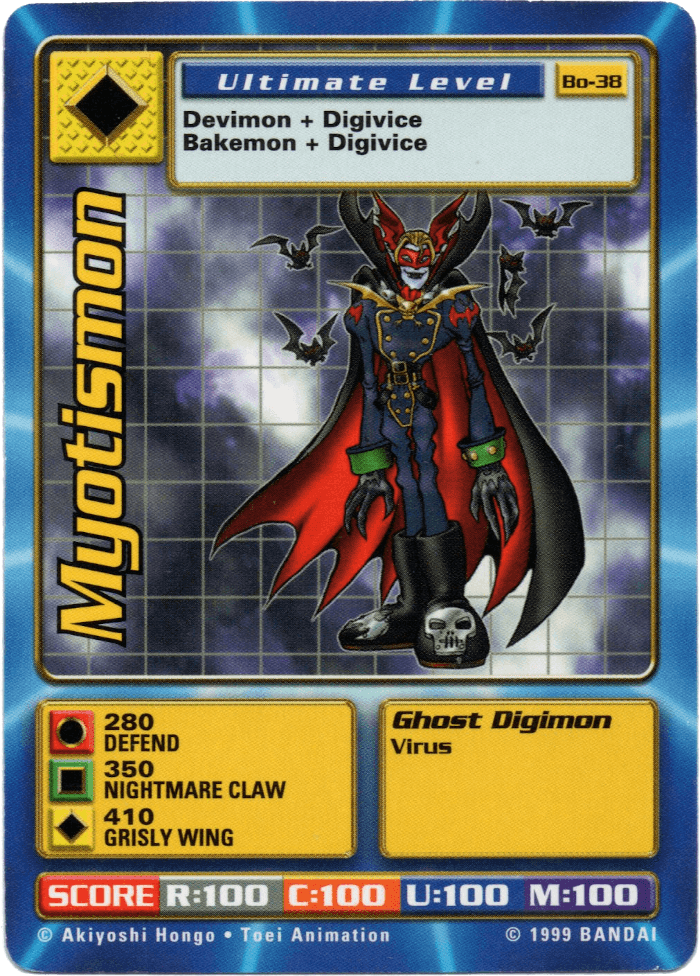 Ultimate Level
Bo-38
Devimon + Digivice
Bakemon + Digivice
Myotismon
280
DEFEND
350
NIGHTMARE CLAW
410
GRISLY WING
Ghost Digimon
Virus
SCORE R:100 C:100 U:100 M:100
© Akiyoshi Hongo • Toei Animation
© 1999 BANDAI